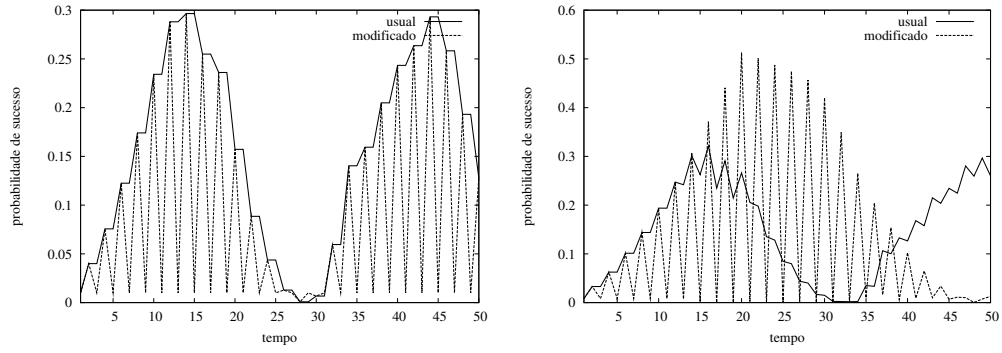 probabilidade de sucesso
0.3
0.25
0.2
0.15
0.1
0.05
0
5 10 15 20 25 30 35 40 45 50
tempo
usual
modificado
probabilidade de sucesso
0.6
0.5
0.4
0.3
0.2
0.1
0
5 10 15 20 25 30 35 40 45 50
tempo
usual
modificado